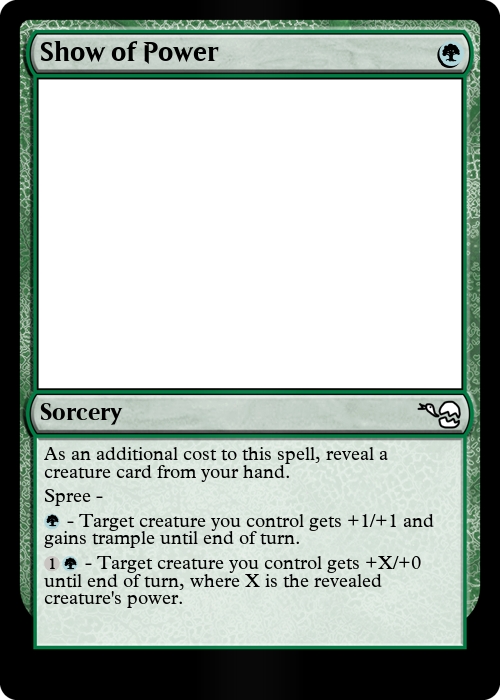 Show of Power
Sorcery
As an additional cost to this spell, reveal a
creature card from your hand.
Spree -
- Target creature you control gets +1/+1 and
gains trample until end of turn.
1 - Target creature you control gets +X/+0
until end of turn, where X is the revealed
creature's power.